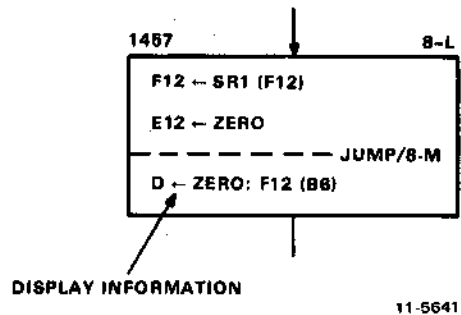 1457 8-L
F12 ← SR1 (F12)
E12 ← ZERO
JUMP/8-M
D ← ZERO; F12 (B6)
DISPLAY INFORMATION
11-5641